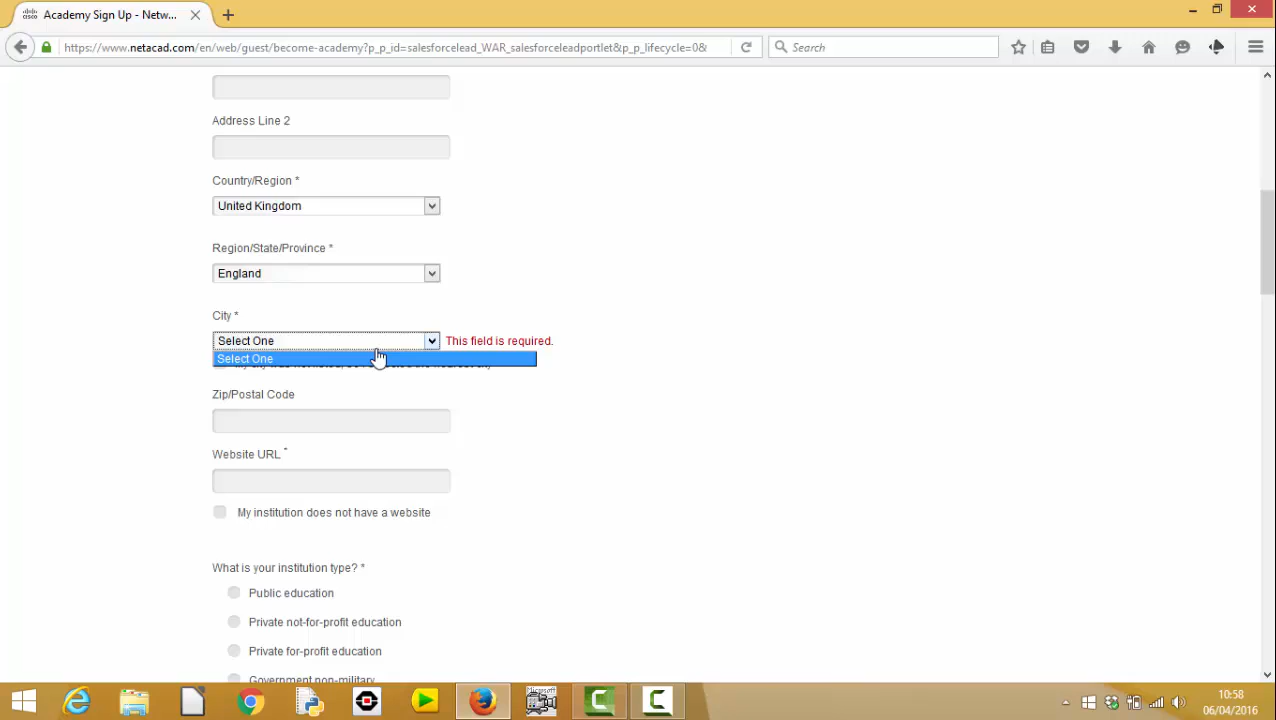 Academy Sign Up - Netw...
https://www.netacad.com/en/web/guest/become-academy?p_p_id=salesforcelead_WAR_salesforceleadportlet&p_p_lifecycle=0&
Search
Address Line 2
Country/Region *
United Kingdom
Region/State/Province *
England
City *
Select One
This field is required.
Select One
Zip/Postal Code
Website URL *
My institution does not have a website
What is your institution type? *
Public education
Private not-for-profit education
Private for-profit education
Government non-military
10:58
06/04/2016